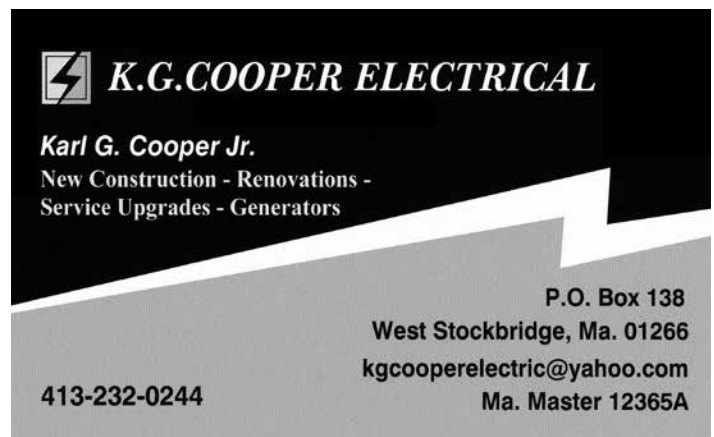 K.G.COOPER ELECTRICAL
Karl G. Cooper Jr.
New Construction - Renovations -
Service Upgrades - Generators
P.O. Box 138
West Stockbridge, Ma. 01266
kgcooperelectric@yahoo.com
413-232-0244
Ma. Master 12365A